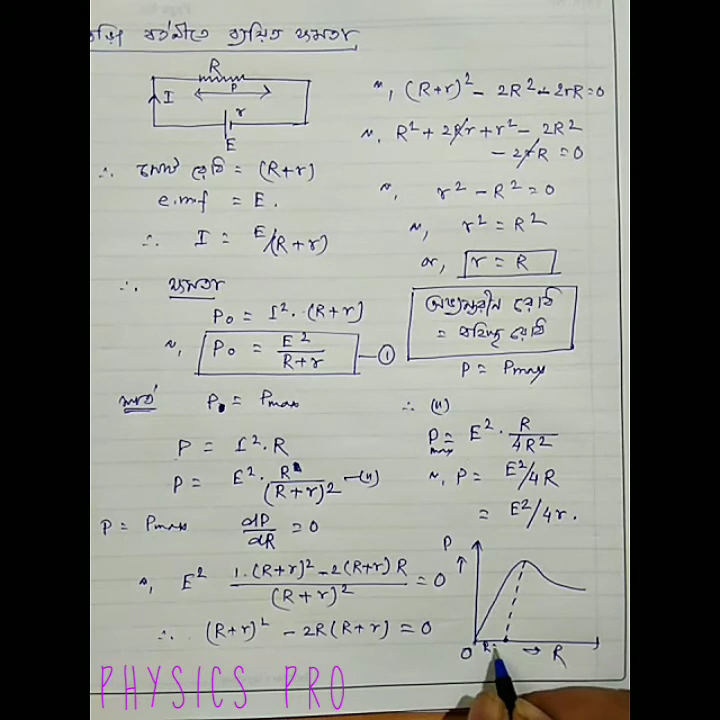 বর্তনীতে ব্যয়িত ক্ষমতা
R
P
I
r
E
∴ মোট রোধ = (R+r)
e.m.f = E.
∴ I = E/(R+r)
∴ ক্ষমতা
P₀ = I². (R+r)
বা, P₀ = E²/(R+r) —①
শর্ত P. = Pmax
P = I².R
P = E². R/(R+r)² —(ii)
P = Pmax dP/dR = 0
বা, E² (1.(R+r)² - 2(R+r)R)/(R+r)² = 0
∴ (R+r)² - 2R(R+r) = 0
বা, (R+r)² - 2R² - 2rR = 0
বা, R² + 2Rr + r² - 2R²
- 2rR = 0
বা, r² - R² = 0
বা, r² = R²
or, r = R
অভ্যন্তরীন রোধ
= বহিস্থ রোধ
P = Pmax
∴ (ii)
Pmax = E². R/4R²
বা, P = E²/4R
= E²/4r.
P
↑
O → R
PHYSICS PRO